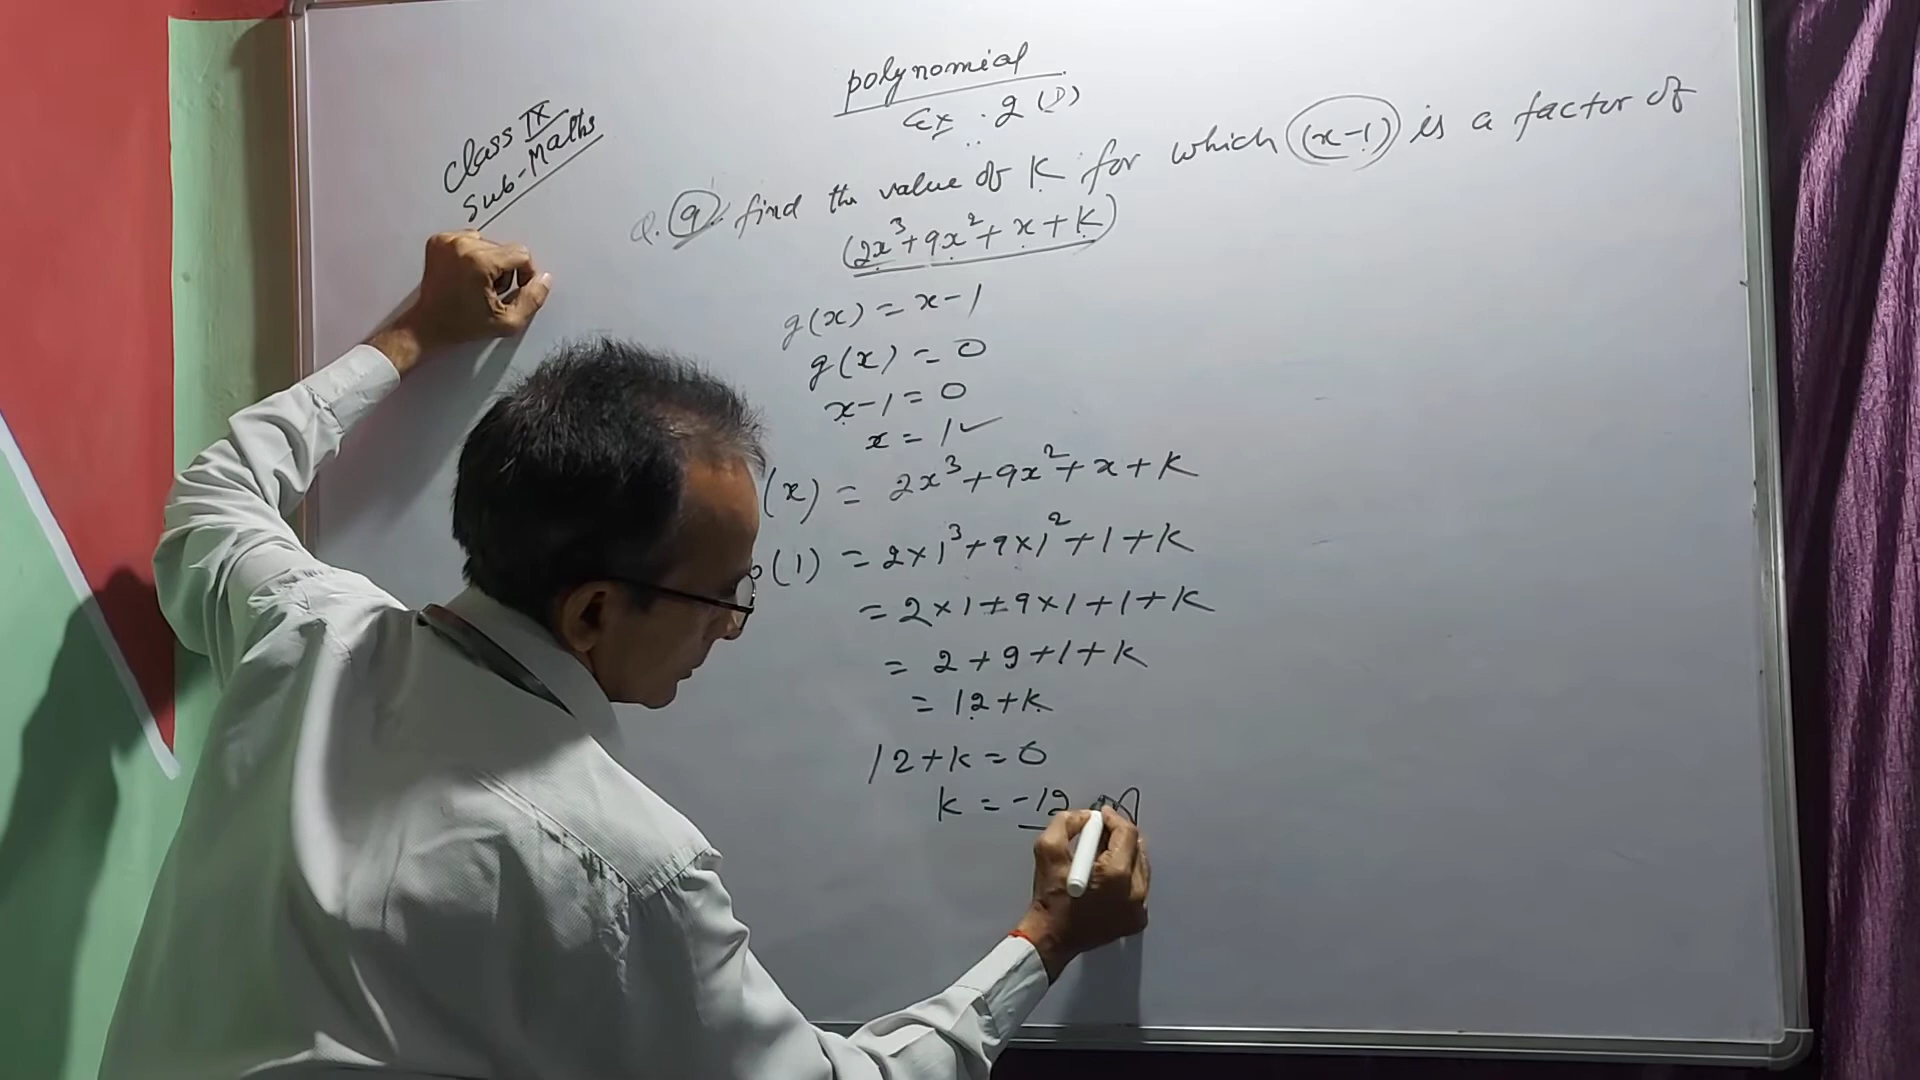 polynomial
Ex. 2(D)
Class IX
Sub-Maths
Q. 9. find the value of K for which (x-1) is a factor of
(2x³+9x²+x+k)
g(x) = x-1
g(x) = 0
x-1 = 0
x = 1 ✓
(x) = 2x³+9x²+x+k
(1) = 2×1³+9×1²+1+k
= 2×1+9×1+1+k
= 2+9+1+k
= 12+k
12+k=0
k = -12